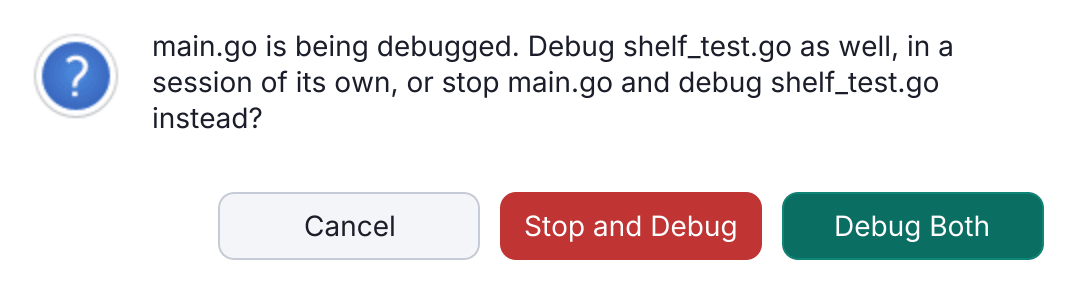 main.go is being debugged. Debug shelf_test.go as well, in a
session of its own, or stop main.go and debug shelf_test.go
instead?
Cancel
Stop and Debug
Debug Both